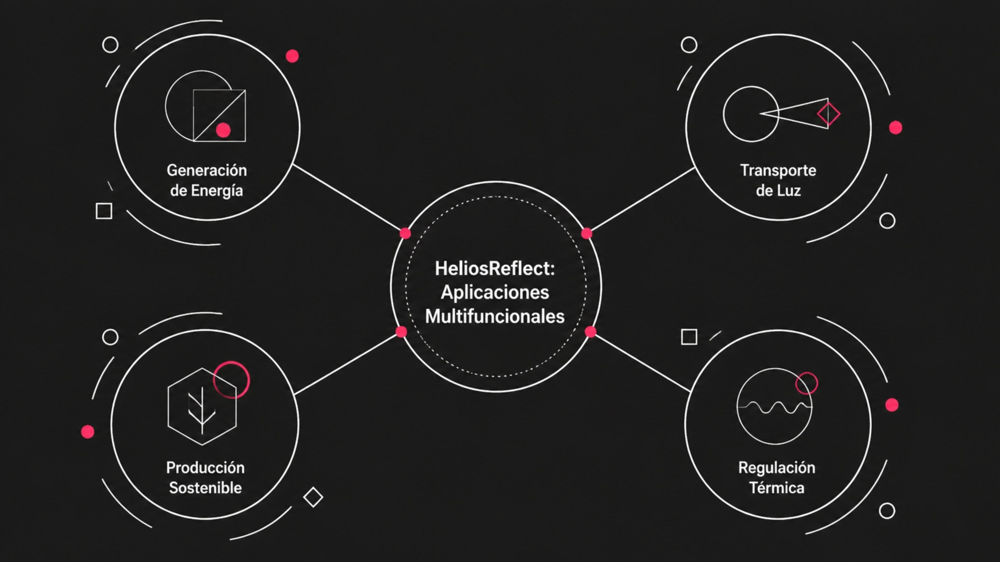 Generación
de Energía
Transporte
de Luz
HeliosReflect:
Aplicaciones
Multifuncionales
Producción
Sostenible
Regulación
Térmica